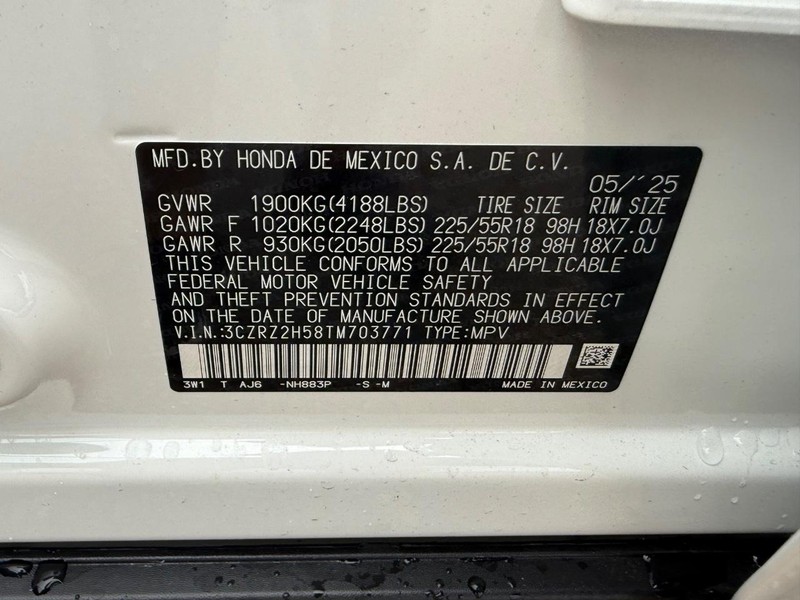 MFD.BY HONDA DE MEXICO S.A. DE C.V.
05/'25
GVWR 1900KG(4188LBS) TIRE SIZE RIM SIZE
GAWR F 1020KG(2248LBS) 225/55R18 98H 18X7.0J
GAWR R 930KG(2050LBS) 225/55R18 98H 18X7.0J
THIS VEHICLE CONFORMS TO ALL APPLICABLE
FEDERAL MOTOR VEHICLE SAFETY
AND THEFT PREVENTION STANDARDS IN EFFECT
ON THE DATE OF MANUFACTURE SHOWN ABOVE.
V.I.N.:3CZRZ2H58TM703771 TYPE:MPV
3W1 T AJ6 -NH883P -S -M MADE IN MEXICO